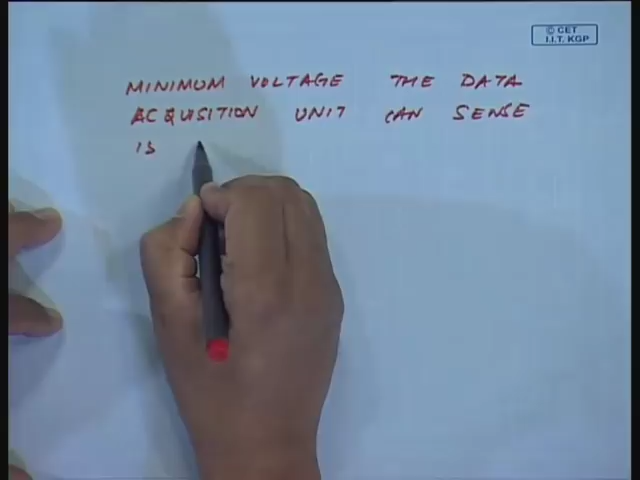 © CET
I.I.T. KGP
MINIMUM VOLTAGE THE DATA
ACQUISITION UNIT CAN SENSE
IS